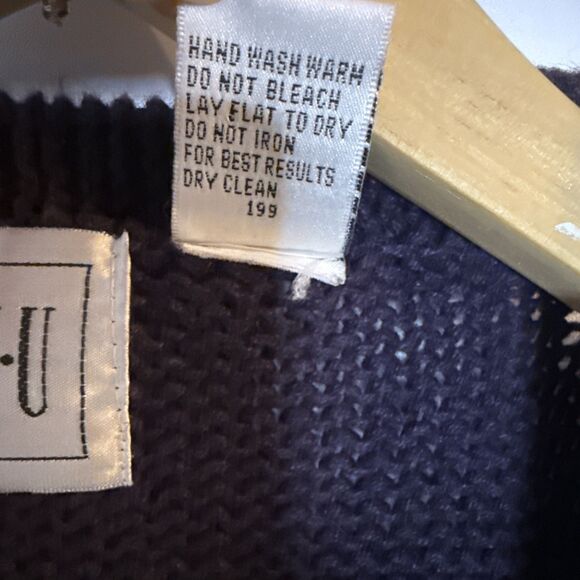 HAND WASH WARM
DO NOT BLEACH
LAY FLAT TO DRY
DO NOT IRON
FOR BEST RESULTS
DRY CLEAN
199